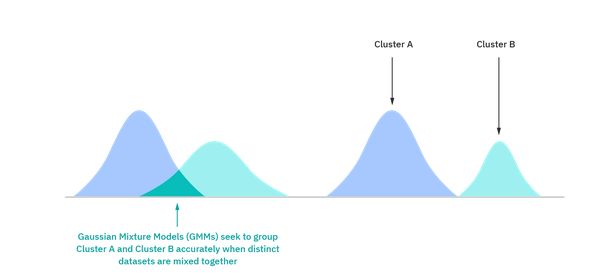 Cluster A
Cluster B
Gaussian Mixture Models (GMMs) seek to group
Cluster A and Cluster B accurately when distinct
datasets are mixed together